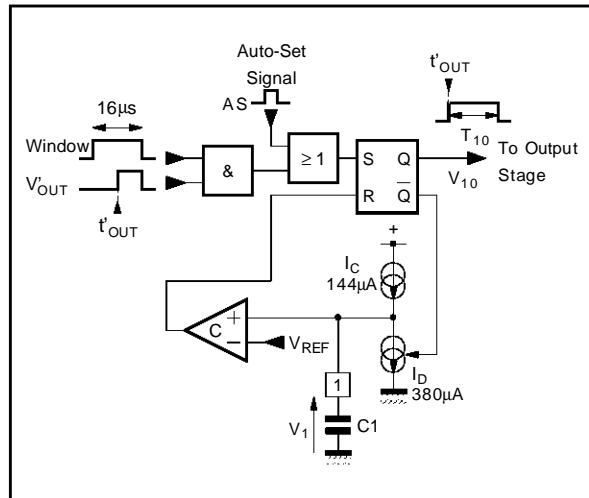 Auto-Set
Signal
AS
16µs
Window
V'OUT
t'OUT
&
≥ 1
S
Q
R
Q̅
t'OUT
T10
V10
To Output
Stage
+
IC
144µA
C
+
−
VREF
ID
380µA
1
V1
C1